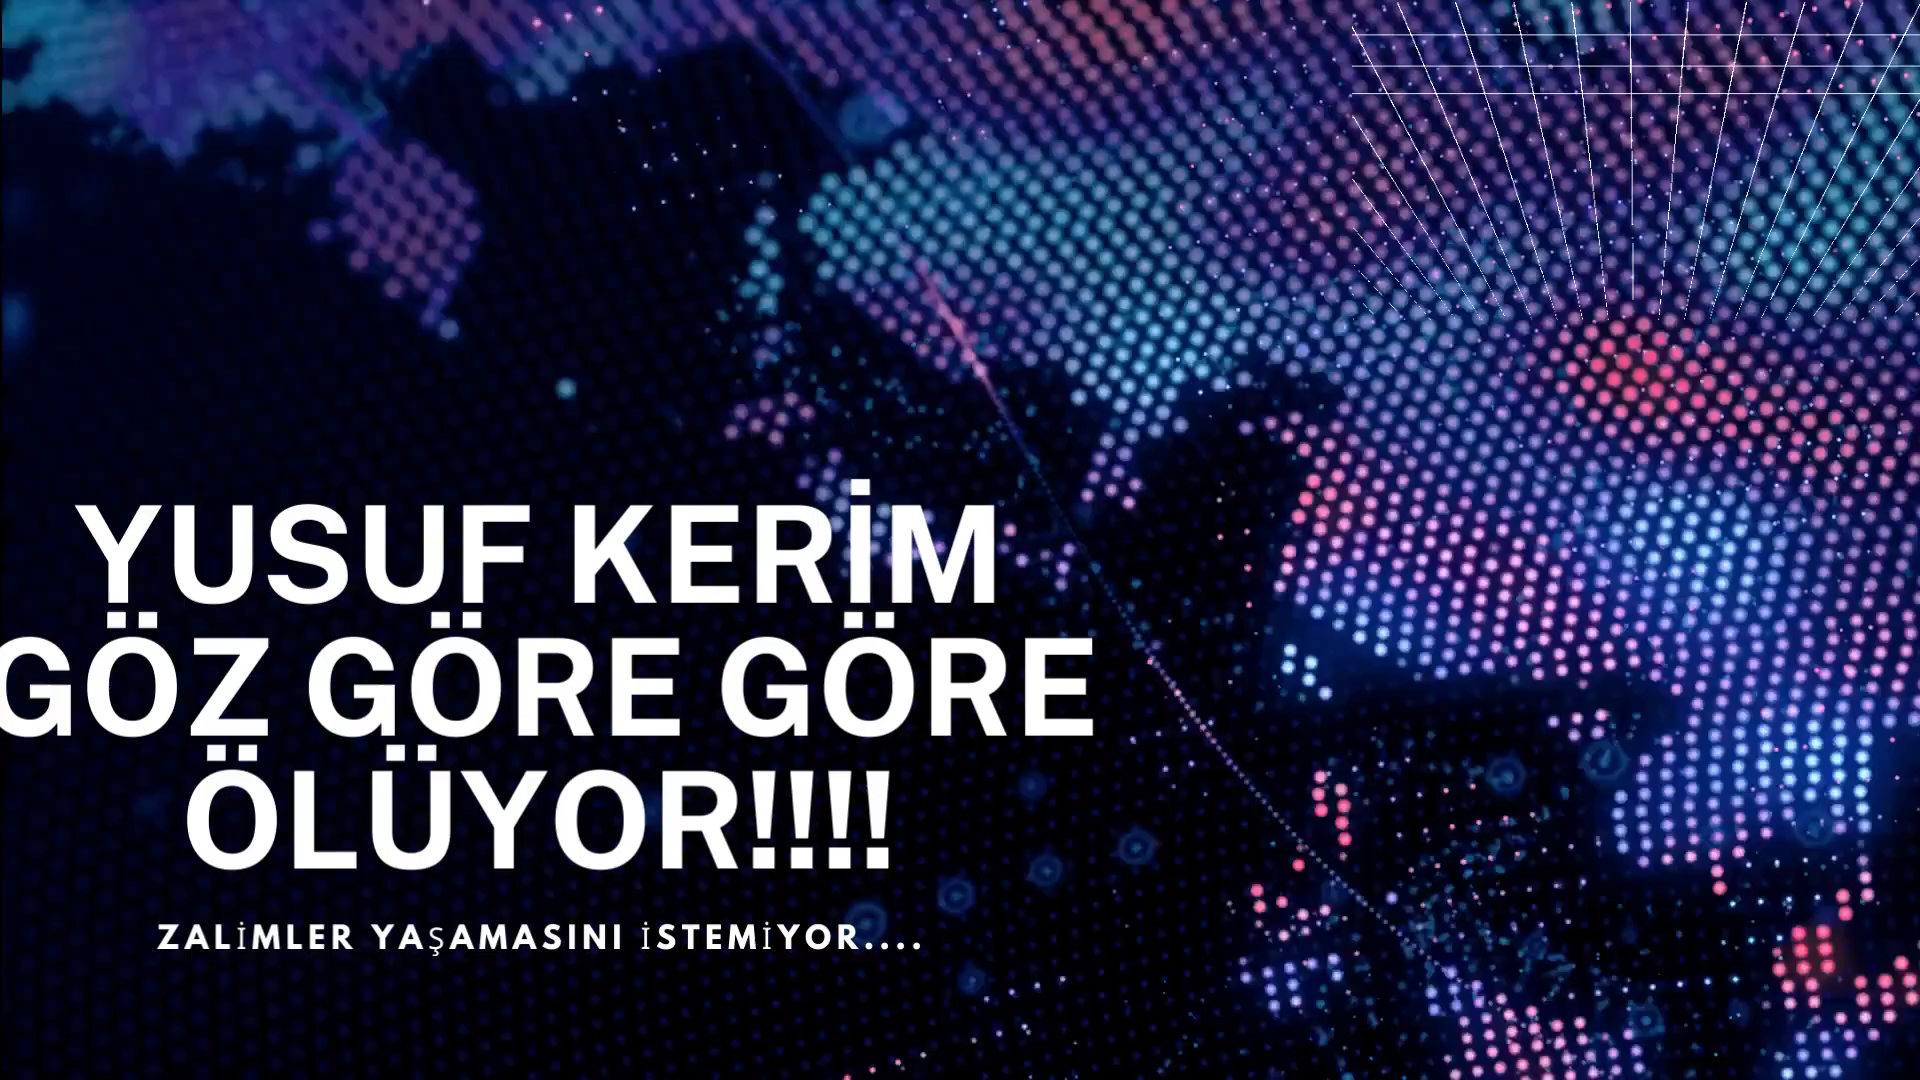 YUSUF KERİM
GÖZ GÖRE GÖRE
ÖLÜYOR!!!!
ZALİMLER YAŞAMASINI İSTEMİYOR....